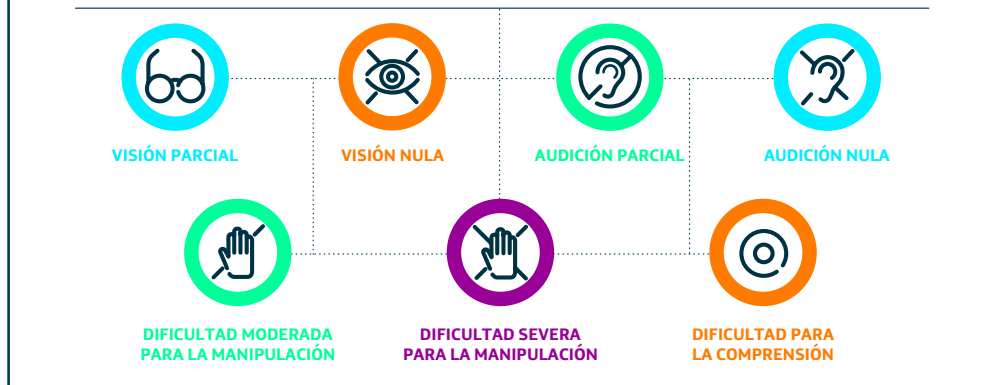 VISIÓN PARCIAL
VISIÓN NULA
AUDICIÓN PARCIAL
AUDICIÓN NULA
DIFICULTAD MODERADA
PARA LA MANIPULACIÓN
DIFICULTAD SEVERA
PARA LA MANIPULACIÓN
DIFICULTAD PARA
LA COMPRENSIÓN